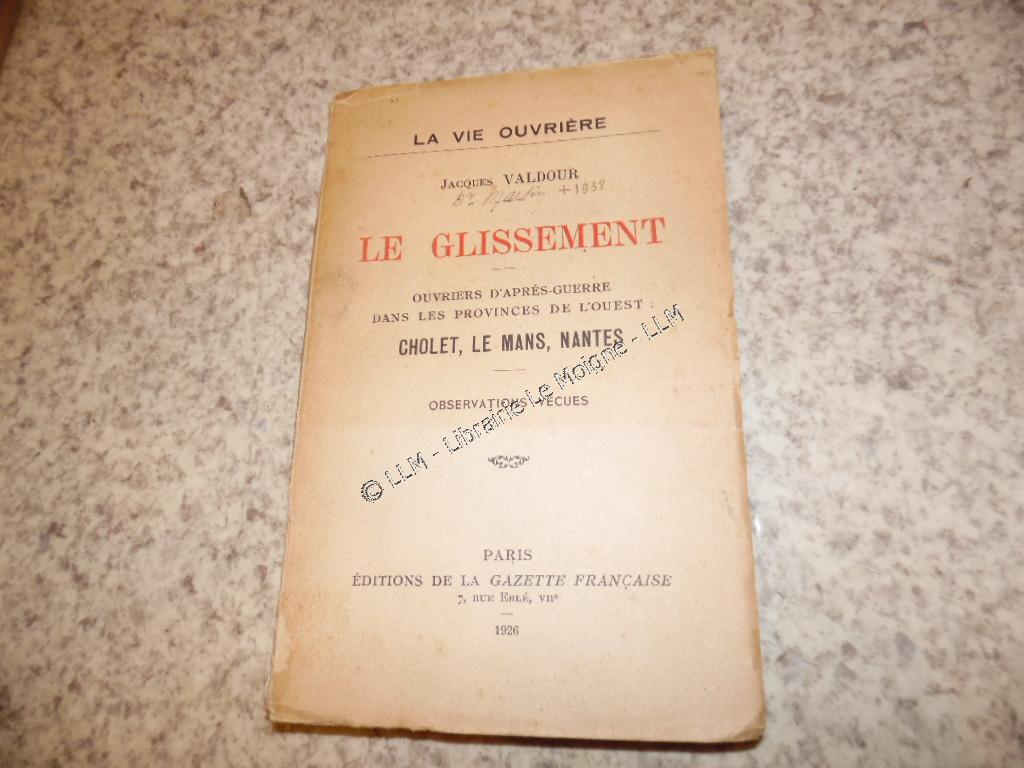 LA VIE OUVRIÈRE
JACQUES VALDOUR
Dr. Martin + 1938
LE GLISSEMENT
OUVRIERS D'APRÈS-GUERRE
DANS LES PROVINCES DE L'OUEST :
CHOLET, LE MANS, NANTES
OBSERVATIONS VÉCUES
© LLM - Librairie Le Moigne - LLM
PARIS
ÉDITIONS DE LA GAZETTE FRANÇAISE
7, RUE EBLÉ, VIIe
1926